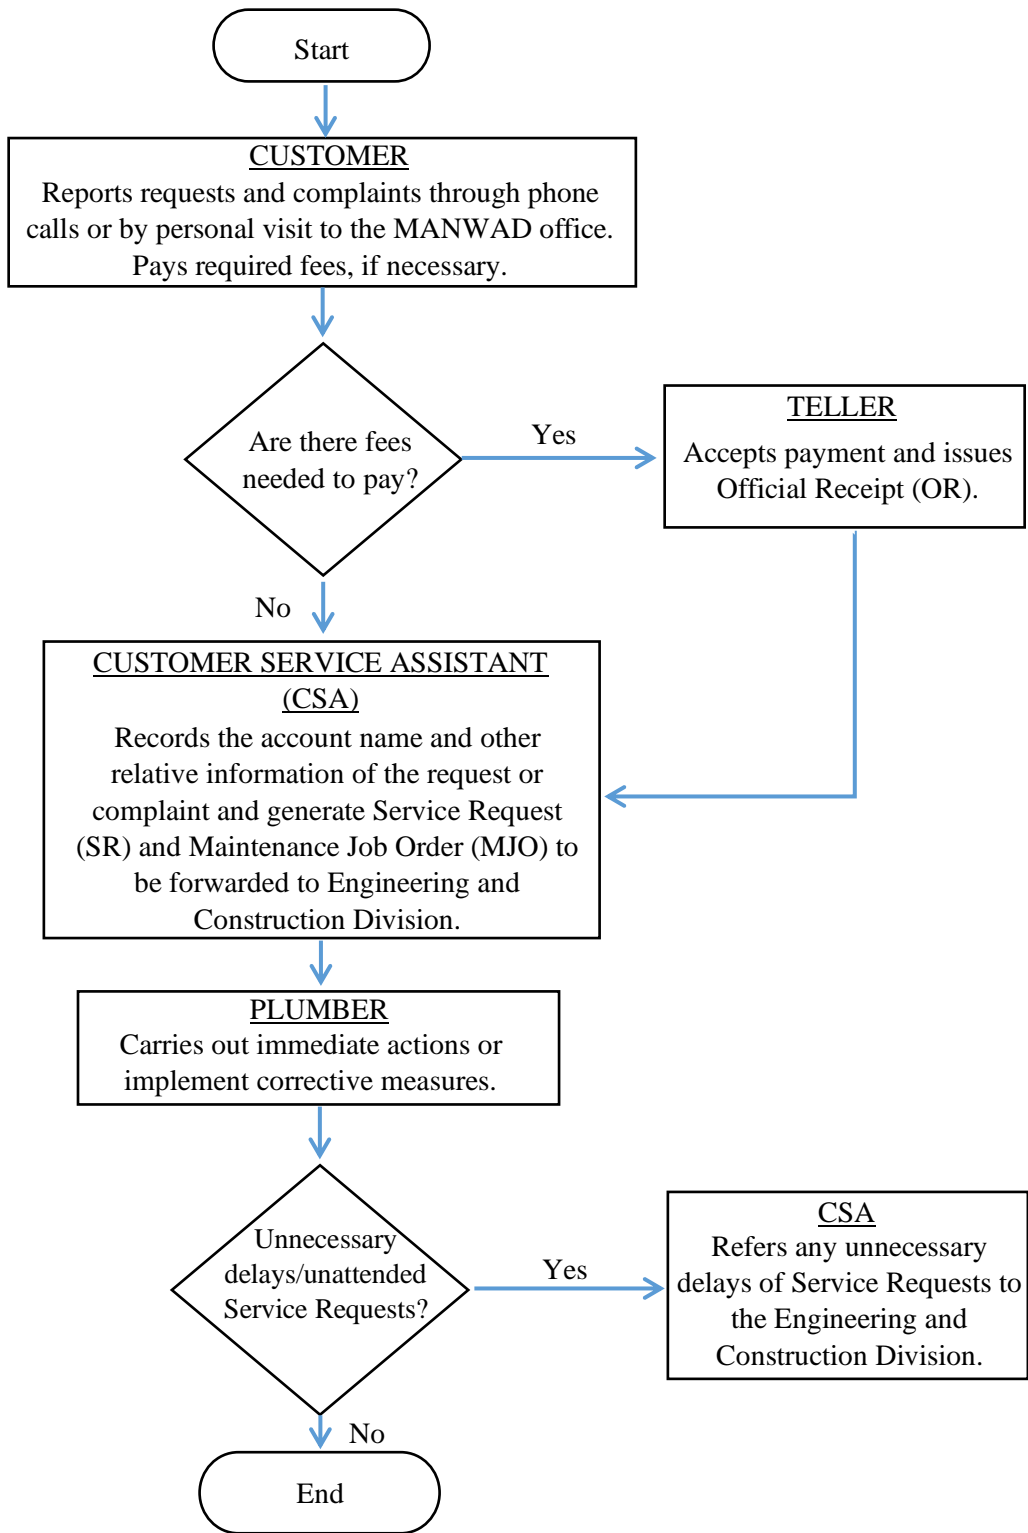 Start
CUSTOMER
Reports requests and complaints through phone
calls or by personal visit to the MANWAD office.
Pays required fees, if necessary.
Are there fees
needed to pay?
Yes
TELLER
Accepts payment and issues
Official Receipt (OR).
No
CUSTOMER SERVICE ASSISTANT
(CSA)
Records the account name and other
relative information of the request or
complaint and generate Service Request
(SR) and Maintenance Job Order (MJO) to
be forwarded to Engineering and
Construction Division.
PLUMBER
Carries out immediate actions or
implement corrective measures.
Unnecessary
delays/unattended
Service Requests?
Yes
CSA
Refers any unnecessary
delays of Service Requests to
the Engineering and
Construction Division.
No
End